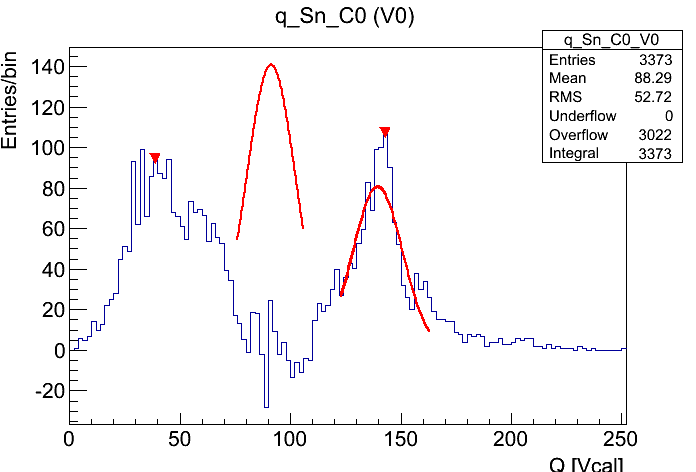 q_Sn_C0 (V0)
q_Sn_C0_V0
Entries 3373
Mean 88.29
RMS 52.72
Underflow 0
Overflow 3022
Integral 3373
Entries/bin
140
120
100
80
60
40
20
0
-20
0 50 100 150 200 250
Q [Vcal]